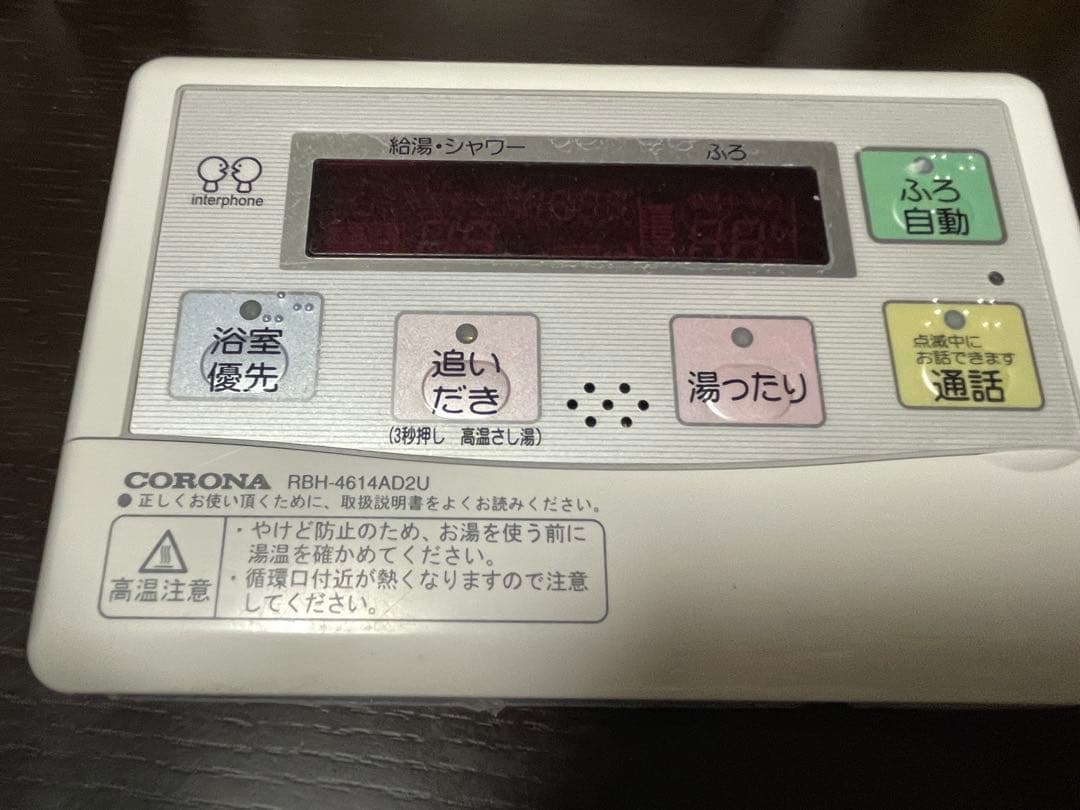 給湯・シャワー
ふろ
interphone
ふろ
自動
浴室
優先
追い
だき
(3秒押し 高温さし湯)
湯ったり
点滅中に
お話できます
通話
CORONA RBH-4614AD2U
●正しくお使い頂くために、取扱説明書をよくお読みください。
高温注意
・やけど防止のため、お湯を使う前に
湯温を確かめてください。
・循環口付近が熱くなりますので注意
してください。